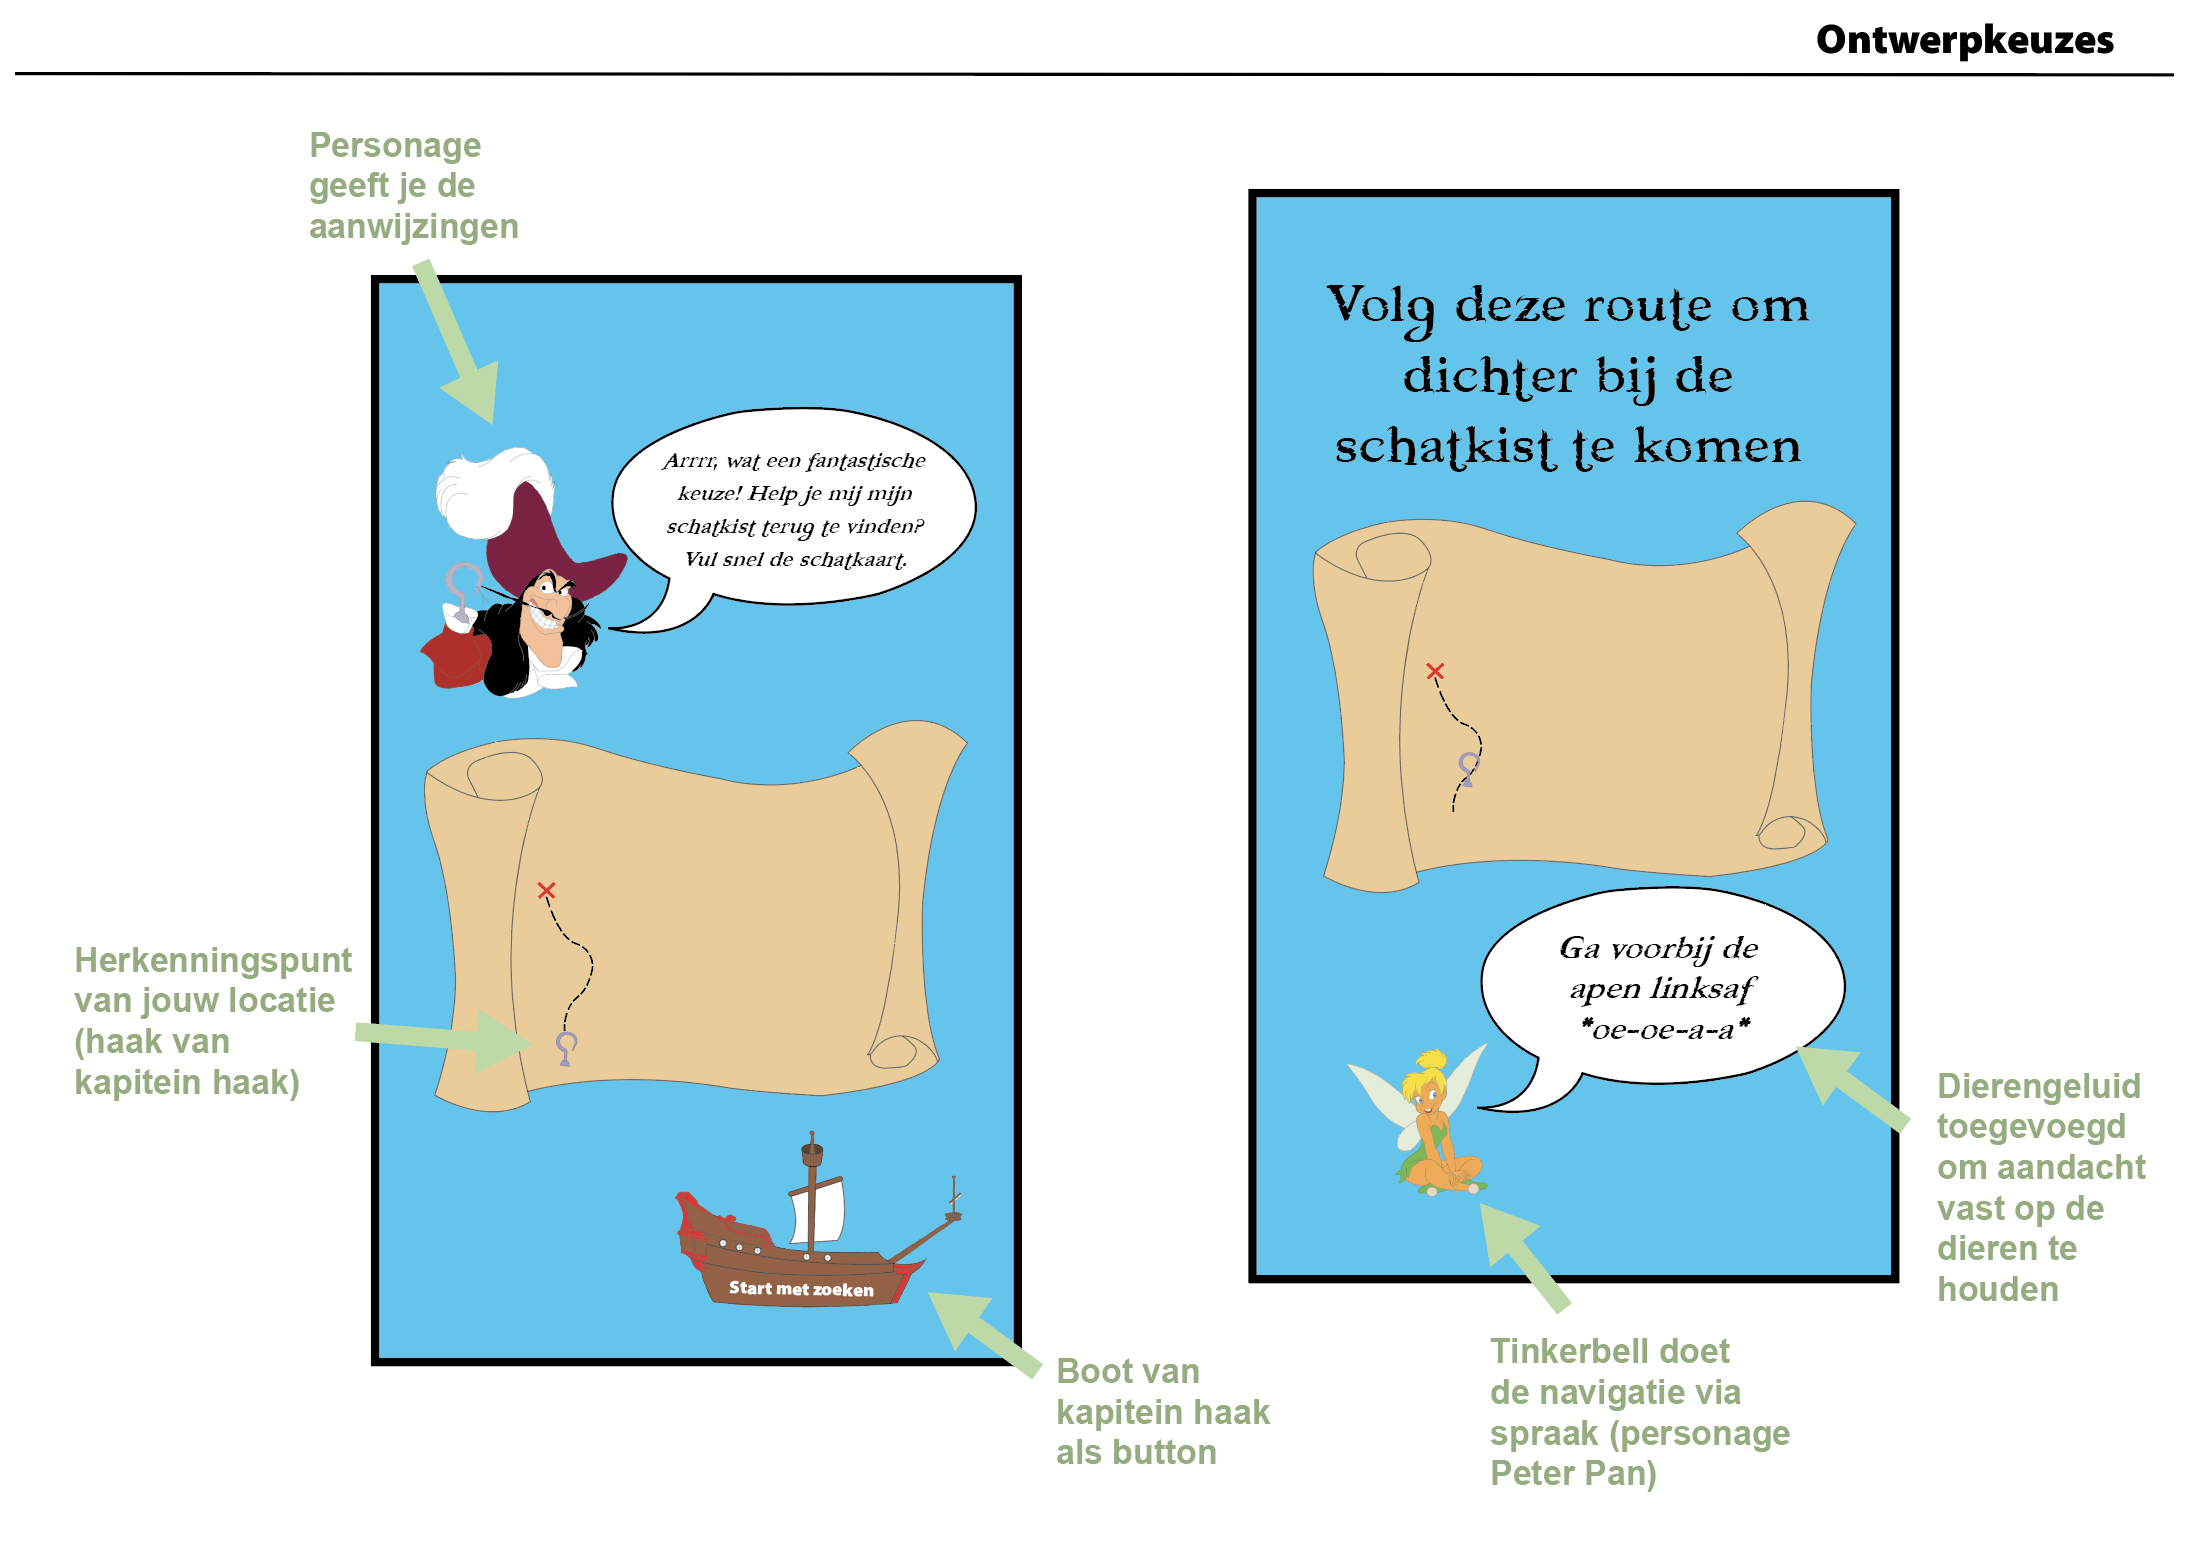 Ontwerpkeuzes
Personage
geeft je de
aanwijzingen
Arrrr, wat een fantastische
keuze! Help je mij mijn
schatkist terug te vinden?
Vul snel de schatkaart.
Herkenningspunt
van jouw locatie
(haak van
kapitein haak)
Start met zoeken
Boot van
kapitein haak
als button
Volg deze route om
dichter bij de
schatkist te komen
Ga voorbij de
apen linksaf
*oe-oe-a-a*
Dierengeluid
toegevoegd
om aandacht
vast op de
dieren te
houden
Tinkerbell doet
de navigatie via
spraak (personage
Peter Pan)